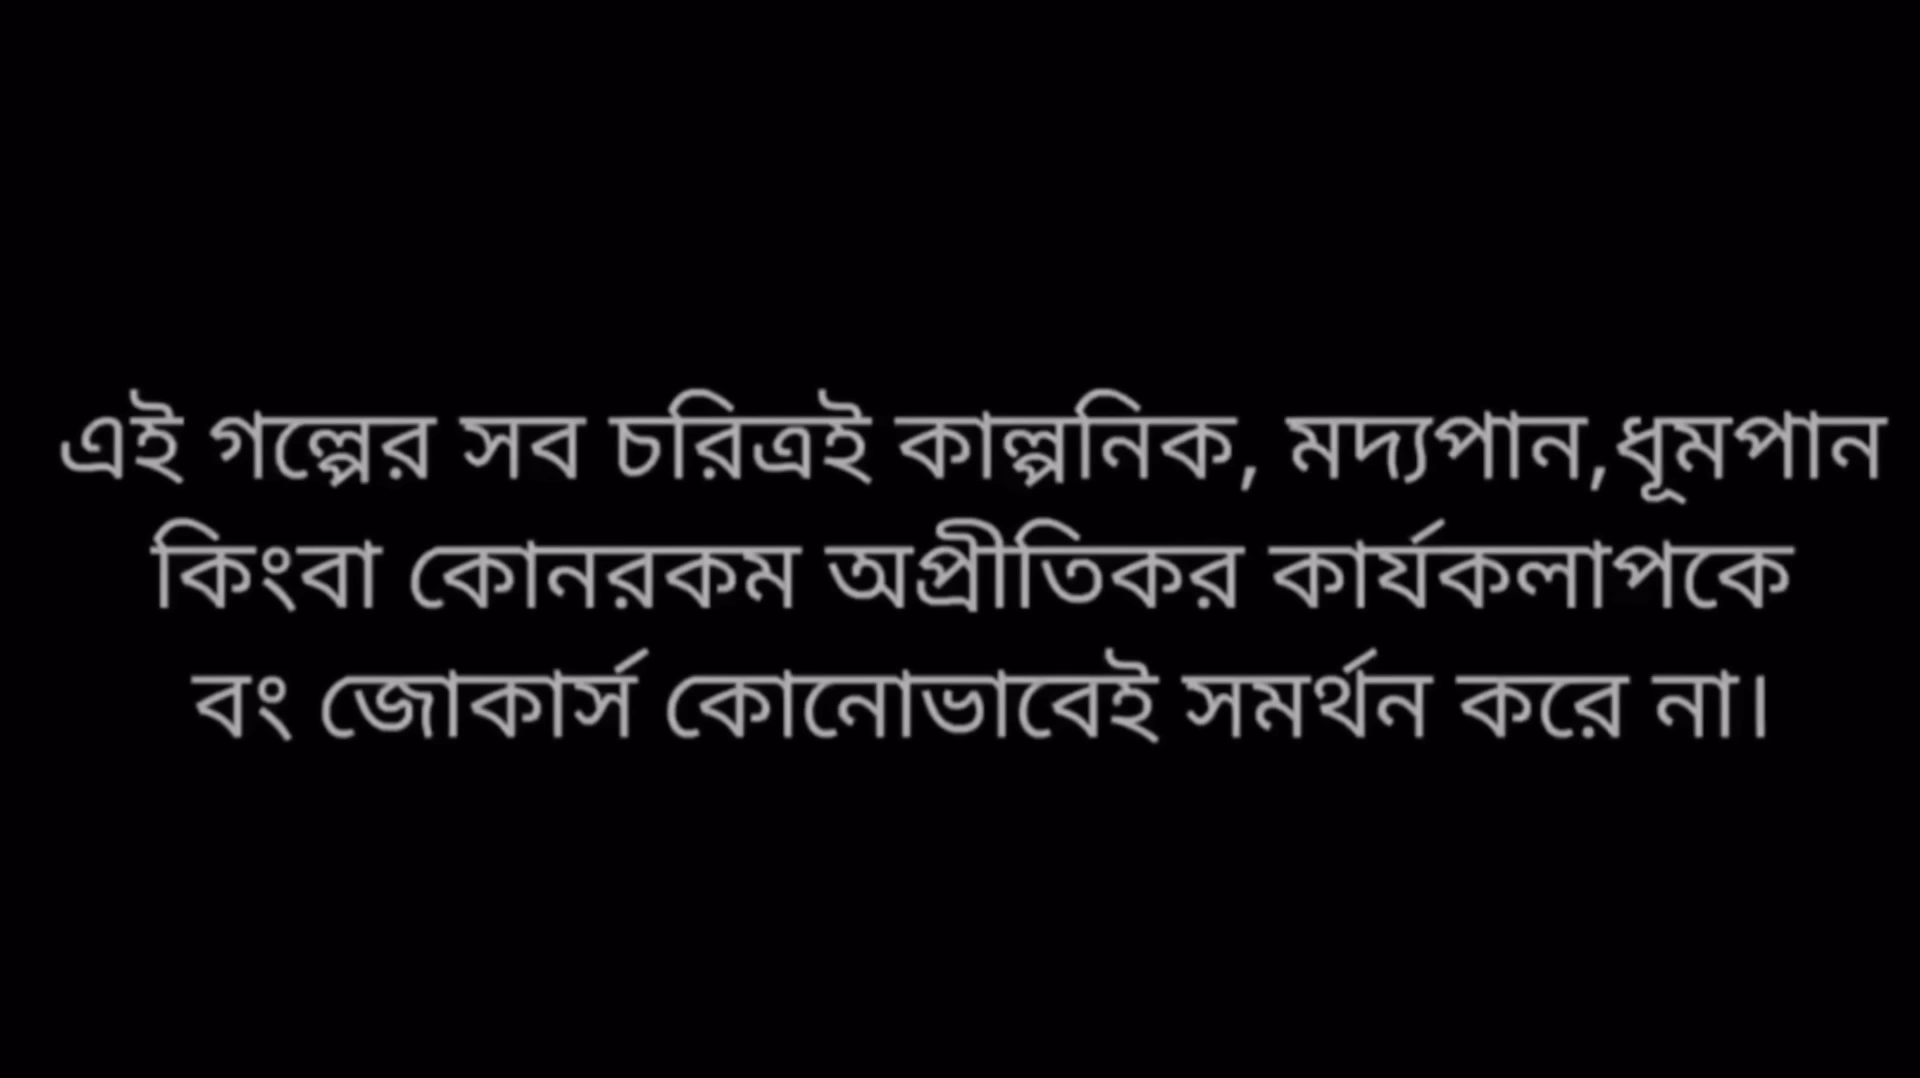 এই গল্পের সব চরিত্রই কাল্পনিক, মদ্যপান,ধূমপান
কিংবা কোনরকম অপ্রীতিকর কার্যকলাপকে
বং জোকার্স কোনোভাবেই সমর্থন করে না।